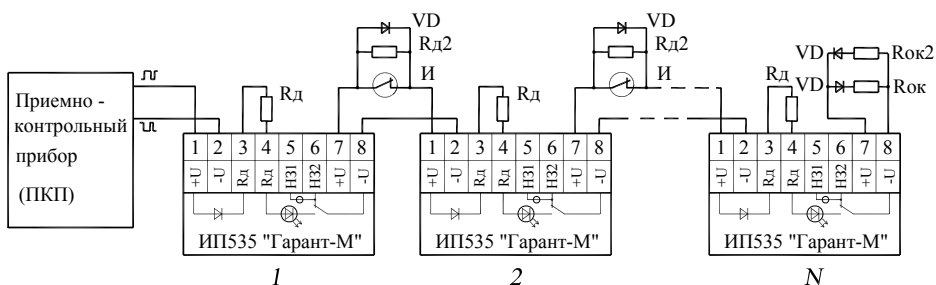 Приемно -
контрольный
прибор
(ПКП)
VD
Rд2
И
Rд
1 2 3 4 5 6 7 8
+U -U Rд Rд НЗ1 НЗ2 +U -U
ИП535 "Гарант-М"
1
VD
Rд2
И
Rд
1 2 3 4 5 6 7 8
+U -U Rд Rд НЗ1 НЗ2 +U -U
ИП535 "Гарант-М"
2
VD Rок2
VD Rок
Rд
1 2 3 4 5 6 7 8
+U -U Rд Rд НЗ1 НЗ2 +U -U
ИП535 "Гарант-М"
N